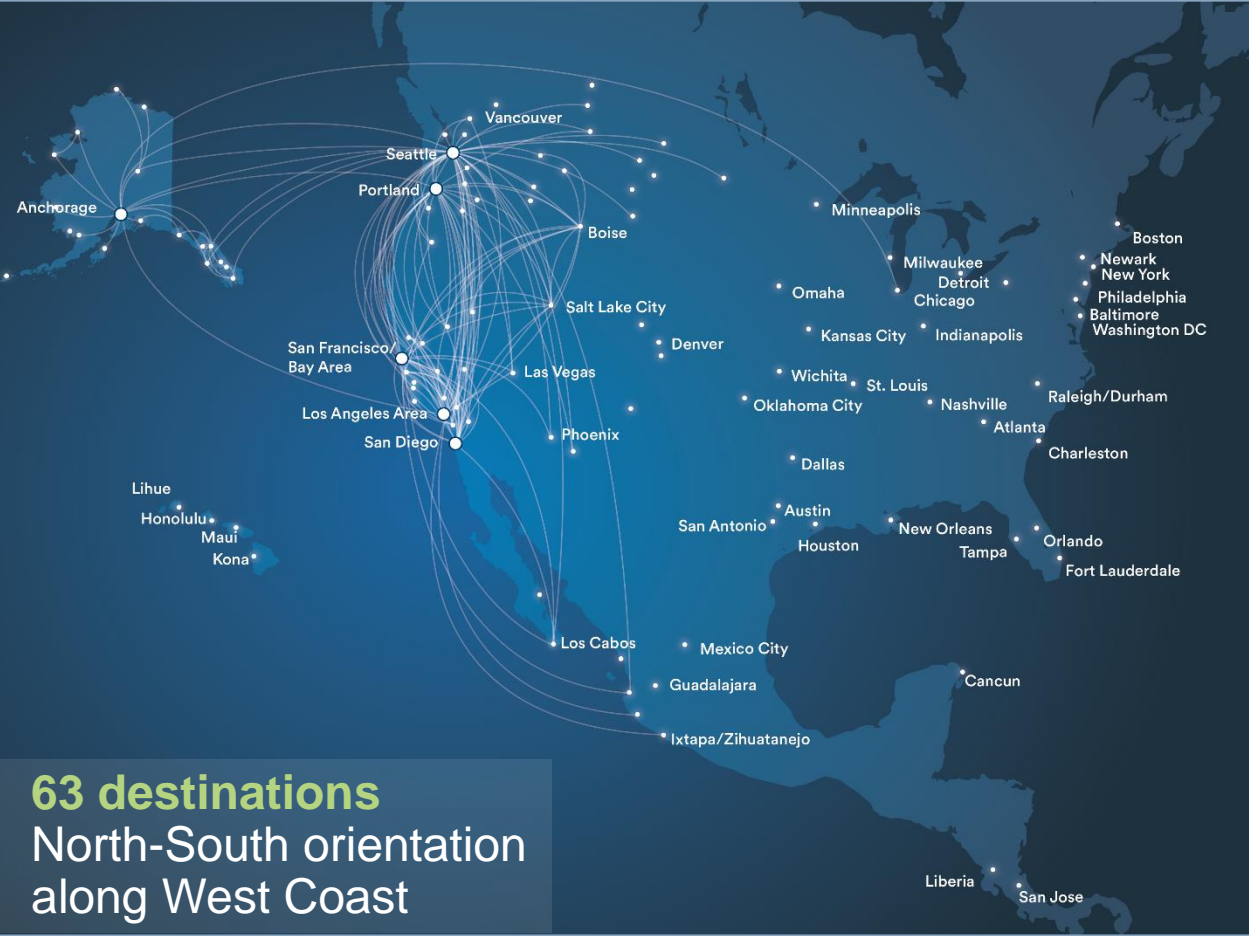 Vancouver
Seattle
Portland
Anchorage
Minneapolis
Boise
Boston
Milwaukee
Newark
New York
Detroit
Omaha
Chicago
Philadelphia
Salt Lake City
Baltimore
Washington DC
Kansas City
Indianapolis
San Francisco/
Bay Area
Denver
Las Vegas
Wichita
St. Louis
Raleigh/Durham
Oklahoma City
Nashville
Los Angeles Area
Atlanta
San Diego
Phoenix
Charleston
Dallas
Lihue
Austin
Honolulu
San Antonio
New Orleans
Maui
Houston
Orlando
Tampa
Kona
Fort Lauderdale
Los Cabos
Mexico City
Cancun
Guadalajara
Ixtapa/Zihuatanejo
63 destinations
North-South orientation
along West Coast
Liberia
San Jose